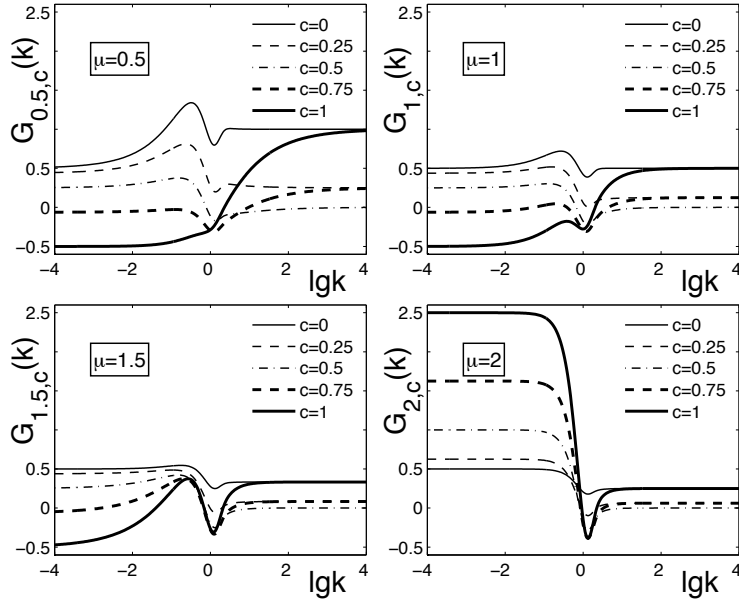 2.5
μ=0.5
c=0
c=0.25
c=0.5
c=0.75
c=1
G0.5,c(k)
0.5
0
−0.5
−4 −2 0 2 4
lgk
2.5
μ=1
c=0
c=0.25
c=0.5
c=0.75
c=1
G1,c(k)
0.5
0
−0.5
−4 −2 0 2 4
lgk
2.5
μ=1.5
c=0
c=0.25
c=0.5
c=0.75
c=1
G1.5,c(k)
0.5
0
−0.5
−4 −2 0 2 4
lgk
2.5
μ=2
c=0
c=0.25
c=0.5
c=0.75
c=1
G2,c(k)
0.5
0
−0.5
−4 −2 0 2 4
lgk